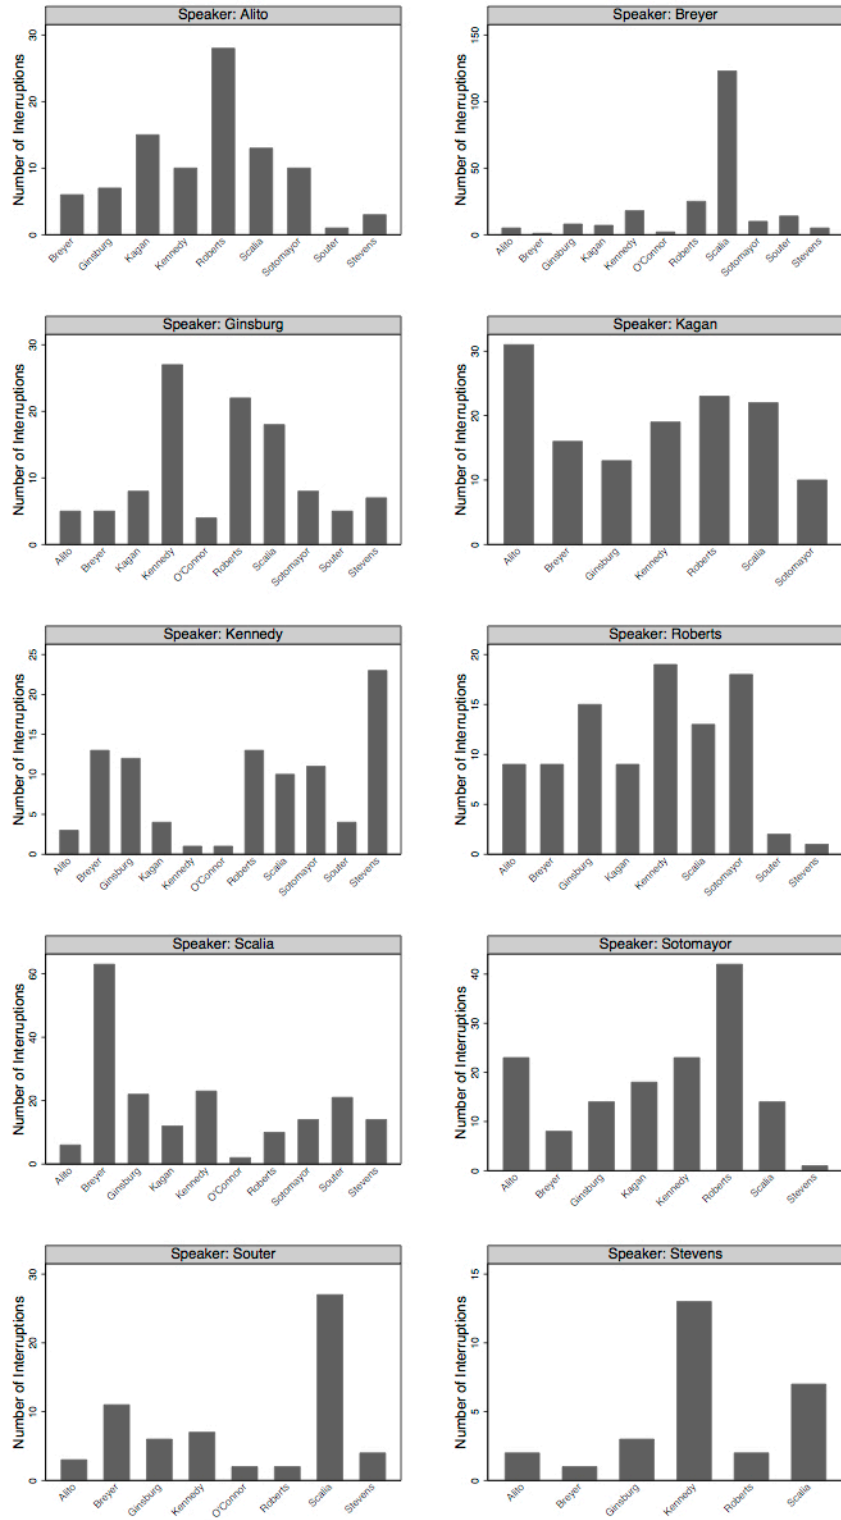 Speaker: Alito
Number of Interruptions
0 10 20 30
Breyer Ginsburg Kagan Kennedy Roberts Scalia Sotomayor Souter Stevens
Speaker: Breyer
Number of Interruptions
0 50 100 150
Alito Breyer Ginsburg Kagan Kennedy O'Connor Roberts Scalia Sotomayor Souter Stevens
Speaker: Ginsburg
Number of Interruptions
0 10 20 30
Alito Breyer Kagan Kennedy O'Connor Roberts Scalia Sotomayor Souter Stevens
Speaker: Kagan
Number of Interruptions
0 10 20 30
Alito Breyer Ginsburg Kennedy Roberts Scalia Sotomayor
Speaker: Kennedy
Number of Interruptions
0 5 10 15 20 25
Alito Breyer Ginsburg Kagan Kennedy O'Connor Roberts Scalia Sotomayor Souter Stevens
Speaker: Roberts
Number of Interruptions
0 5 10 15 20
Alito Breyer Ginsburg Kagan Kennedy Scalia Sotomayor Souter Stevens
Speaker: Scalia
Number of Interruptions
0 20 40 60
Alito Breyer Ginsburg Kagan Kennedy O'Connor Roberts Sotomayor Souter Stevens
Speaker: Sotomayor
Number of Interruptions
0 10 20 30 40
Alito Breyer Ginsburg Kagan Kennedy Roberts Scalia Stevens
Speaker: Souter
Number of Interruptions
0 10 20 30
Alito Breyer Ginsburg Kennedy O'Connor Roberts Scalia Stevens
Speaker: Stevens
Number of Interruptions
0 5 10 15
Alito Breyer Ginsburg Kennedy Roberts Scalia